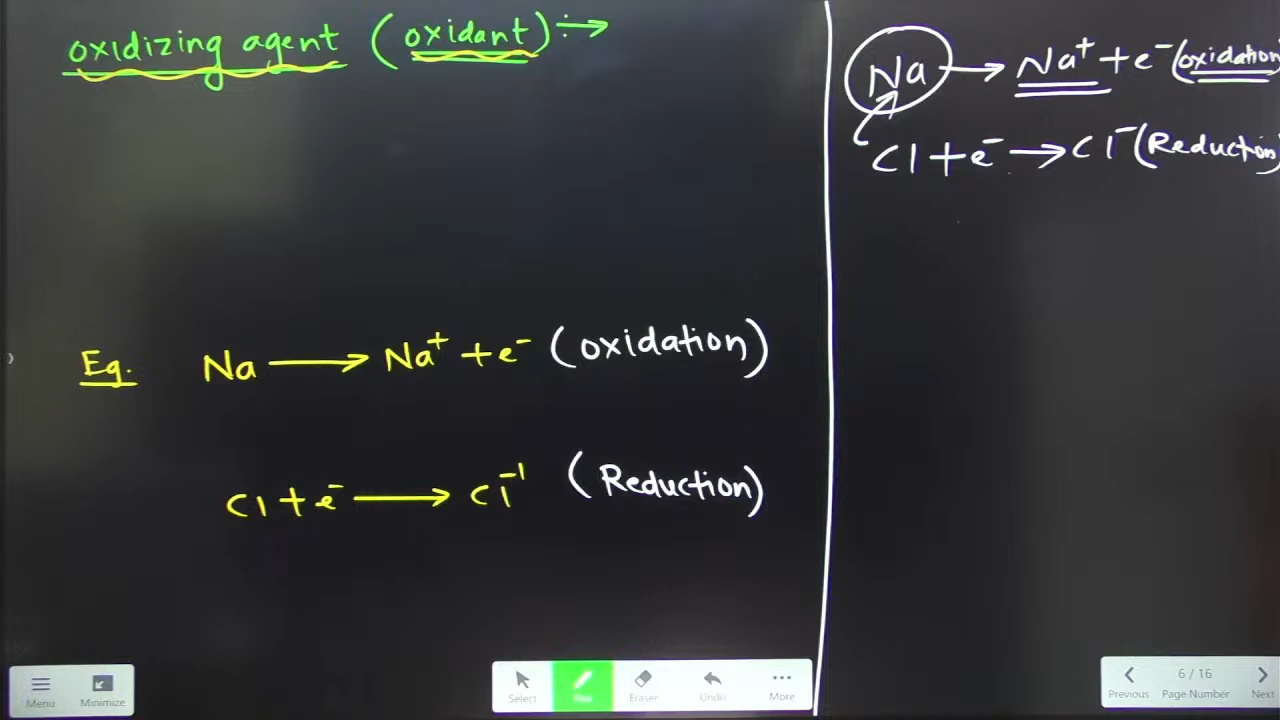 oxidizing agent (oxidant) :→
Eg. Na → Na⁺ + e⁻ (oxidation)
Cl + e⁻ → Cl⁻¹ (Reduction)
Na → Na⁺ + e⁻ (oxidation)
Cl + e⁻ → Cl⁻ (Reduction)
Menu
Minimize
Select
Pen
Eraser
Undo
More
Previous
6 / 16
Page Number
Next